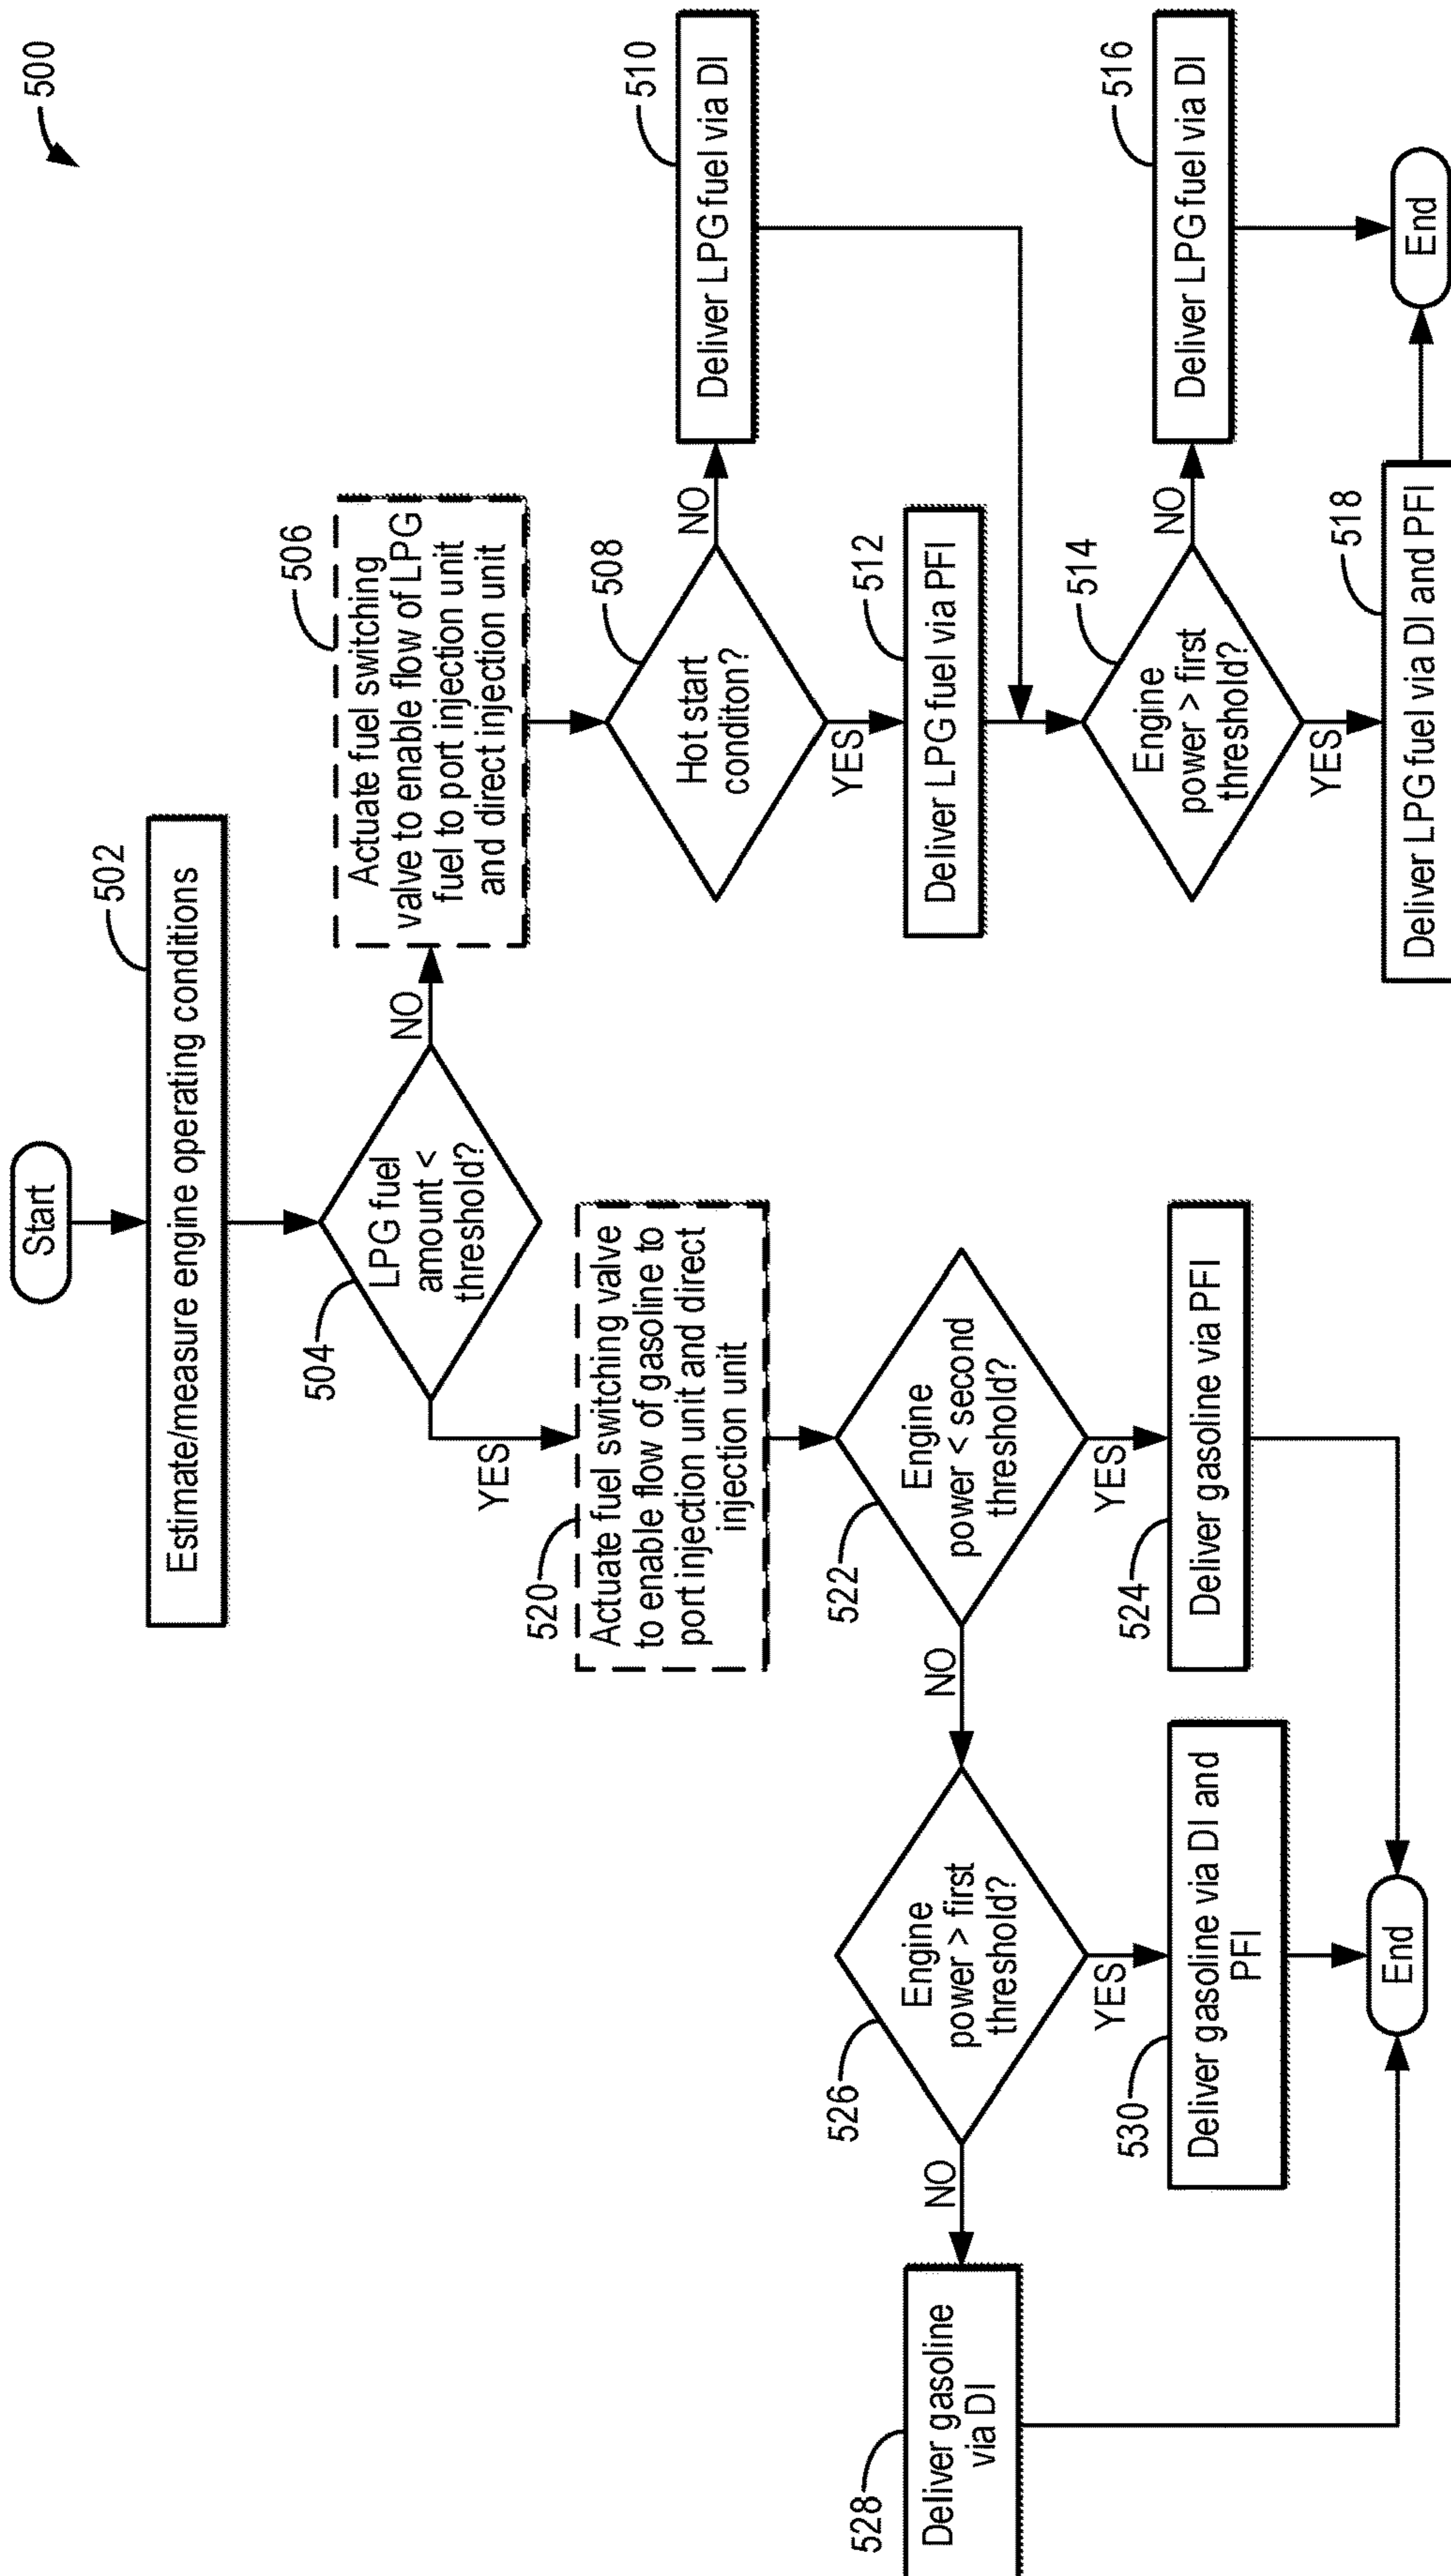 500
Start
502
Estimate/measure engine operating conditions
504
LPG fuel
amount <
threshold?
NO
YES
506
Actuate fuel switching
valve to enable flow of LPG
fuel to port injection unit
and direct injection unit
508
Hot start
conditon?
NO
YES
510
Deliver LPG fuel via DI
512
Deliver LPG fuel via PFI
514
Engine
power > first
threshold?
NO
YES
516
Deliver LPG fuel via DI
518
Deliver LPG fuel via DI and PFI
End
520
Actuate fuel switching valve
to enable flow of gasoline to
port injection unit and direct
injection unit
522
Engine
power < second
threshold?
NO
YES
524
Deliver gasoline via PFI
526
Engine
power > first
threshold?
NO
YES
528
Deliver gasoline
via DI
530
Deliver gasoline via DI and
PFI
End